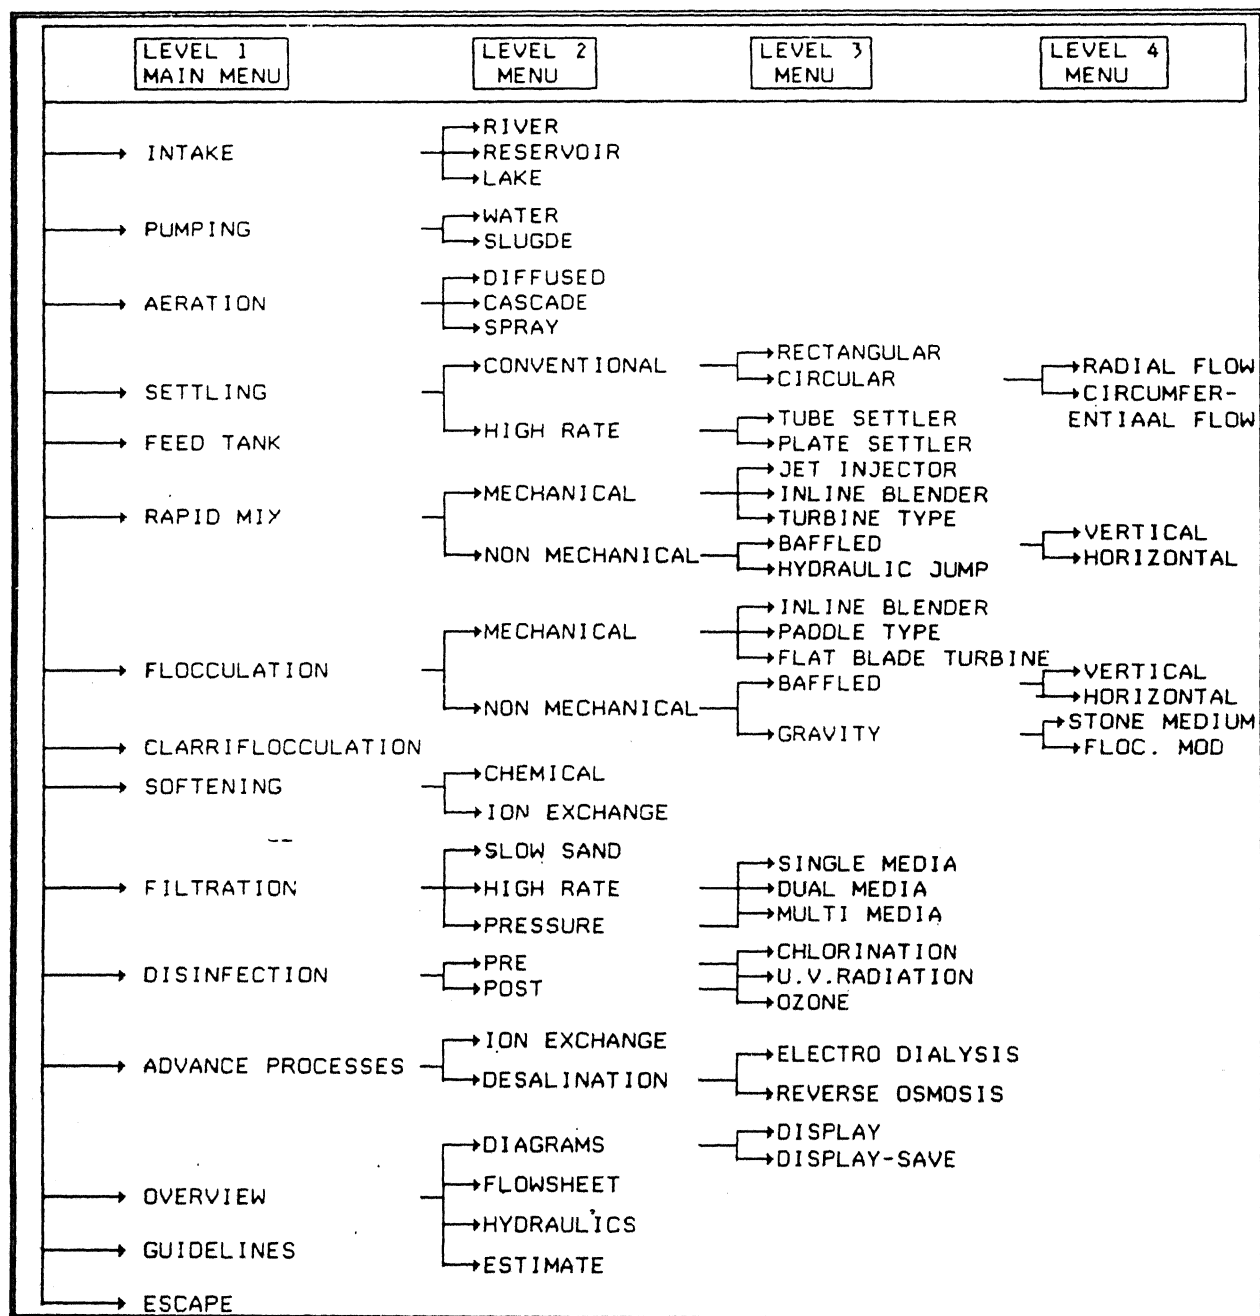 LEVEL 1 MAIN MENU
LEVEL 2 MENU
LEVEL 3 MENU
LEVEL 4 MENU
INTAKE
RIVER
RESERVOIR
LAKE
PUMPING
WATER
SLUGDE
AERATION
DIFFUSED
CASCADE
SPRAY
SETTLING
CONVENTIONAL
RECTANGULAR
CIRCULAR
RADIAL FLOW
CIRCUMFER-
ENTIAAL FLOW
HIGH RATE
TUBE SETTLER
PLATE SETTLER
FEED TANK
RAPID MIX
MECHANICAL
JET INJECTOR
INLINE BLENDER
TURBINE TYPE
NON MECHANICAL
BAFFLED
VERTICAL
HORIZONTAL
HYDRAULIC JUMP
FLOCCULATION
MECHANICAL
INLINE BLENDER
PADDLE TYPE
FLAT BLADE TURBINE
NON MECHANICAL
BAFFLED
VERTICAL
HORIZONTAL
GRAVITY
STONE MEDIUM
FLOC. MOD
CLARRIFLOCCULATION
SOFTENING
CHEMICAL
ION EXCHANGE
FILTRATION
SLOW SAND
HIGH RATE
PRESSURE
SINGLE MEDIA
DUAL MEDIA
MULTI MEDIA
DISINFECTION
PRE
POST
CHLORINATION
U.V.RADIATION
OZONE
ADVANCE PROCESSES
ION EXCHANGE
DESALINATION
ELECTRO DIALYSIS
REVERSE OSMOSIS
OVERVIEW
DIAGRAMS
DISPLAY
DISPLAY-SAVE
FLOWSHEET
HYDRAULICS
ESTIMATE
GUIDELINES
ESCAPE